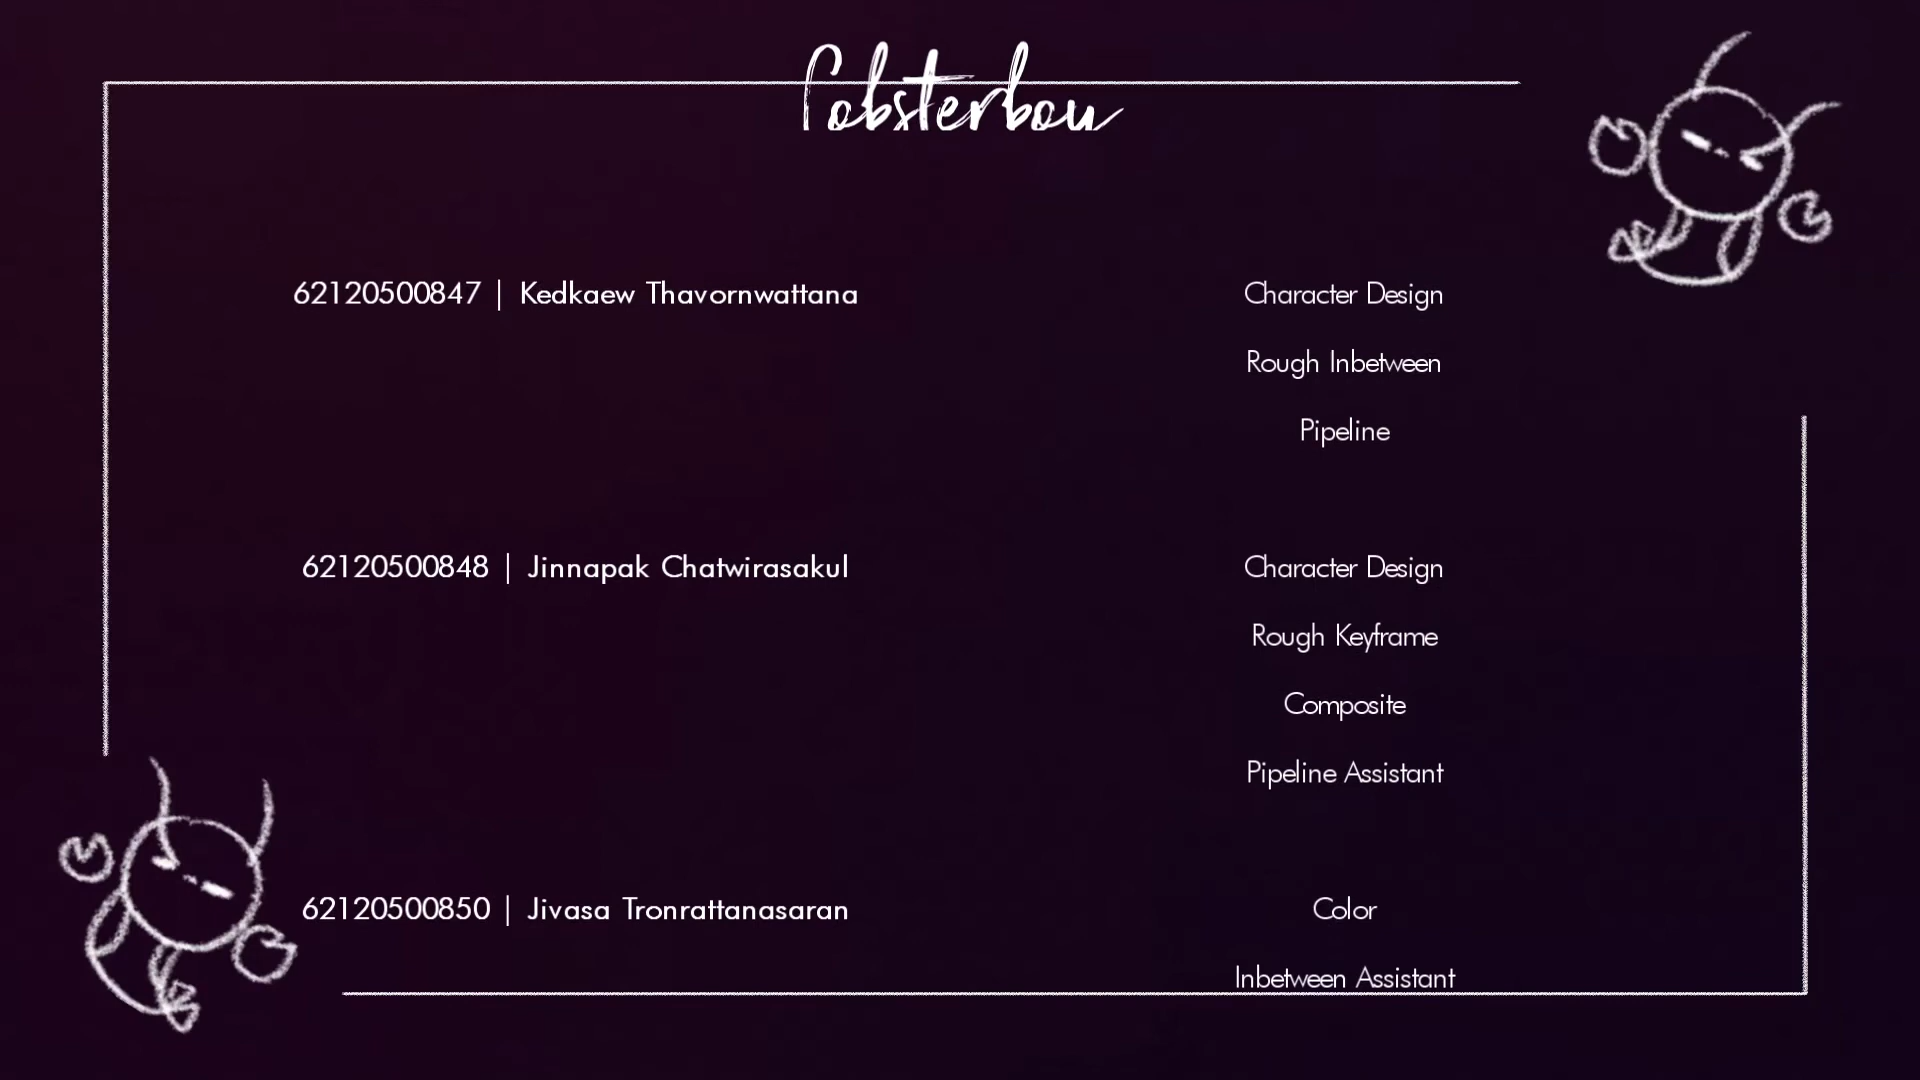 Lobsterboy
62120500847 | Kedkaew Thavornwattana Character Design
Rough Inbetween
Pipeline
62120500848 | Jinnapak Chatwirasakul Character Design
Rough Keyframe
Composite
Pipeline Assistant
62120500850 | Jivasa Tronrattanasaran Color
Inbetween Assistant